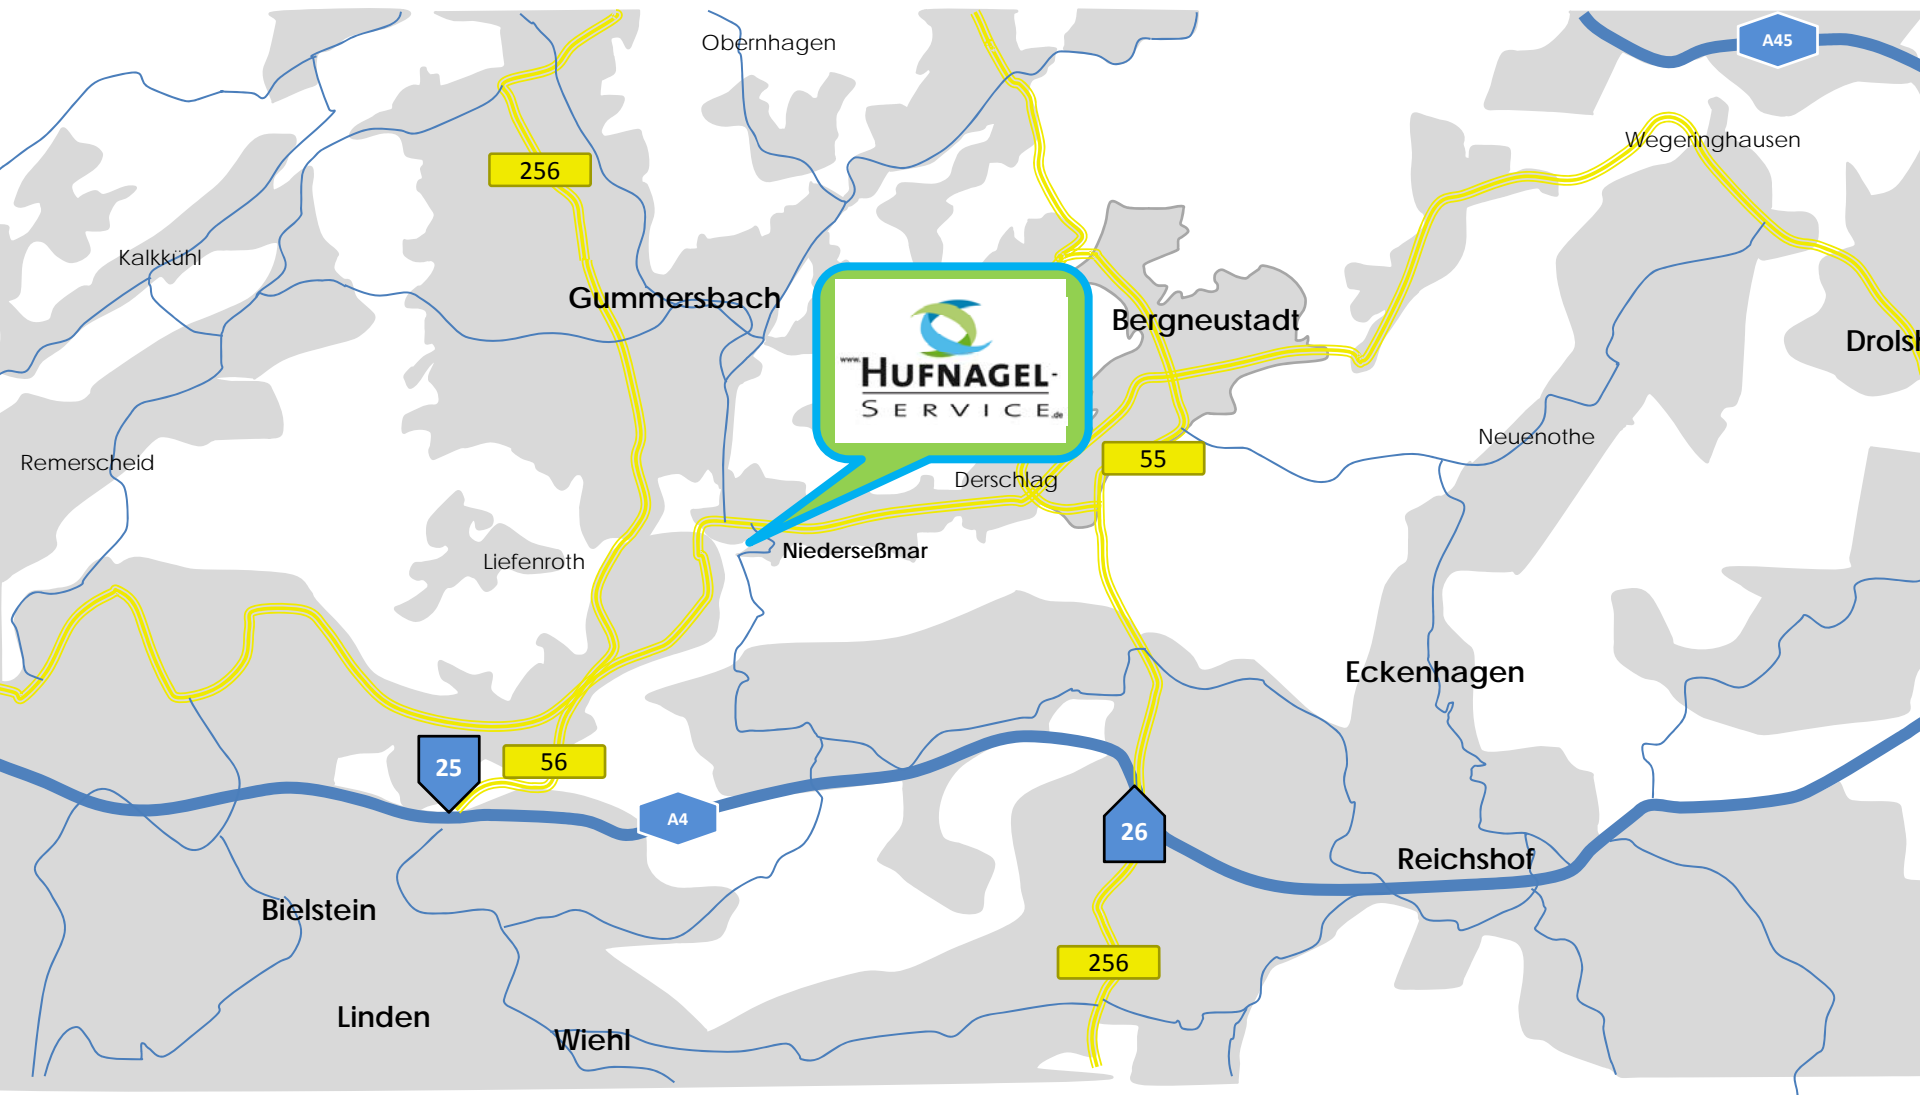 A45
Obernhagen
Wegeringhausen
256
Kalkkühl
Gummersbach
Bergneustadt
www.
HUFNAGEL-
SERVICE.de
Drolsh
Remerscheid
Neuenothe
55
Derschlag
Niederseßmar
Liefenroth
Eckenhagen
25
56
A4
26
Reichshof
Bielstein
256
Linden
Wiehl